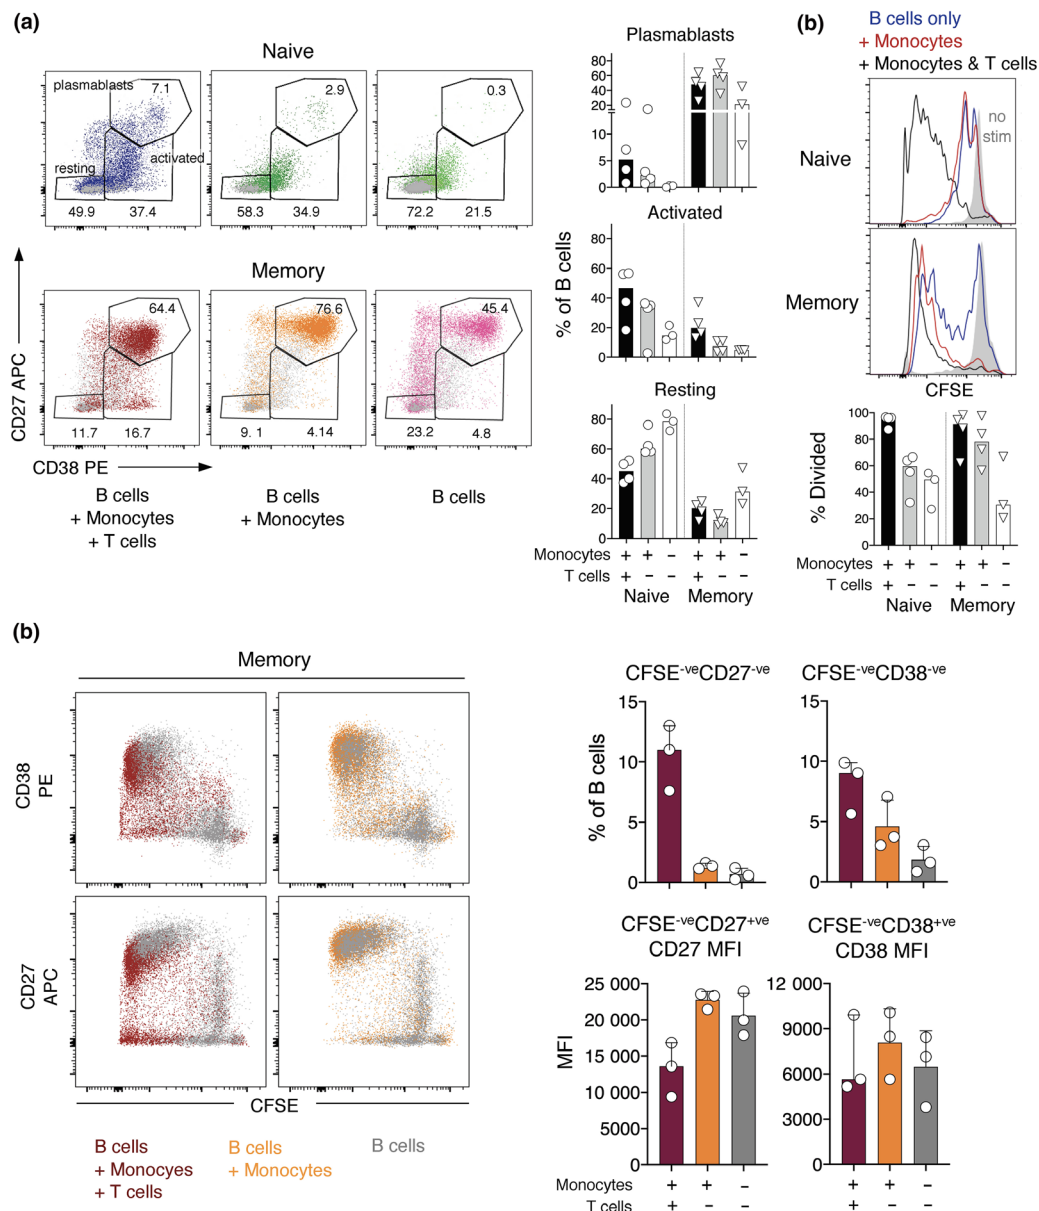 (a)
Naive
plasmablasts
7.1
resting
activated
49.9
37.4
2.9
58.3
34.9
0.3
72.2
21.5
Memory
64.4
11.7
16.7
76.6
9. 1
4.14
45.4
23.2
4.8
CD27 APC
CD38 PE
B cells
+ Monocytes
+ T cells
B cells
+ Monocytes
B cells
Plasmablasts
80
60
40
20
10
5
0
Activated
80
60
40
20
0
Resting
80
60
40
20
0
% of B cells
Monocytes + + − + + −
T cells + − − + − −
Naive Memory
(b)
B cells only
+ Monocytes
+ Monocytes & T cells
no
stim
Naive
Memory
CFSE
100
80
60
40
20
0
% Divided
Monocytes + + − + + −
T cells + − − + − −
Naive Memory
(b)
Memory
CD38
PE
CD27
APC
CFSE
B cells
+ Monocyes
+ T cells
B cells
+ Monocytes
B cells
CFSE-veCD27-ve
15
10
5
0
% of B cells
CFSE-veCD38-ve
15
10
5
0
CFSE-veCD27+ve
CD27 MFI
25 000
20 000
15 000
10 000
5000
0
MFI
CFSE-veCD38+ve
CD38 MFI
12 000
9000
6000
3000
0
Monocytes + + − + + −
T cells + − − + − −